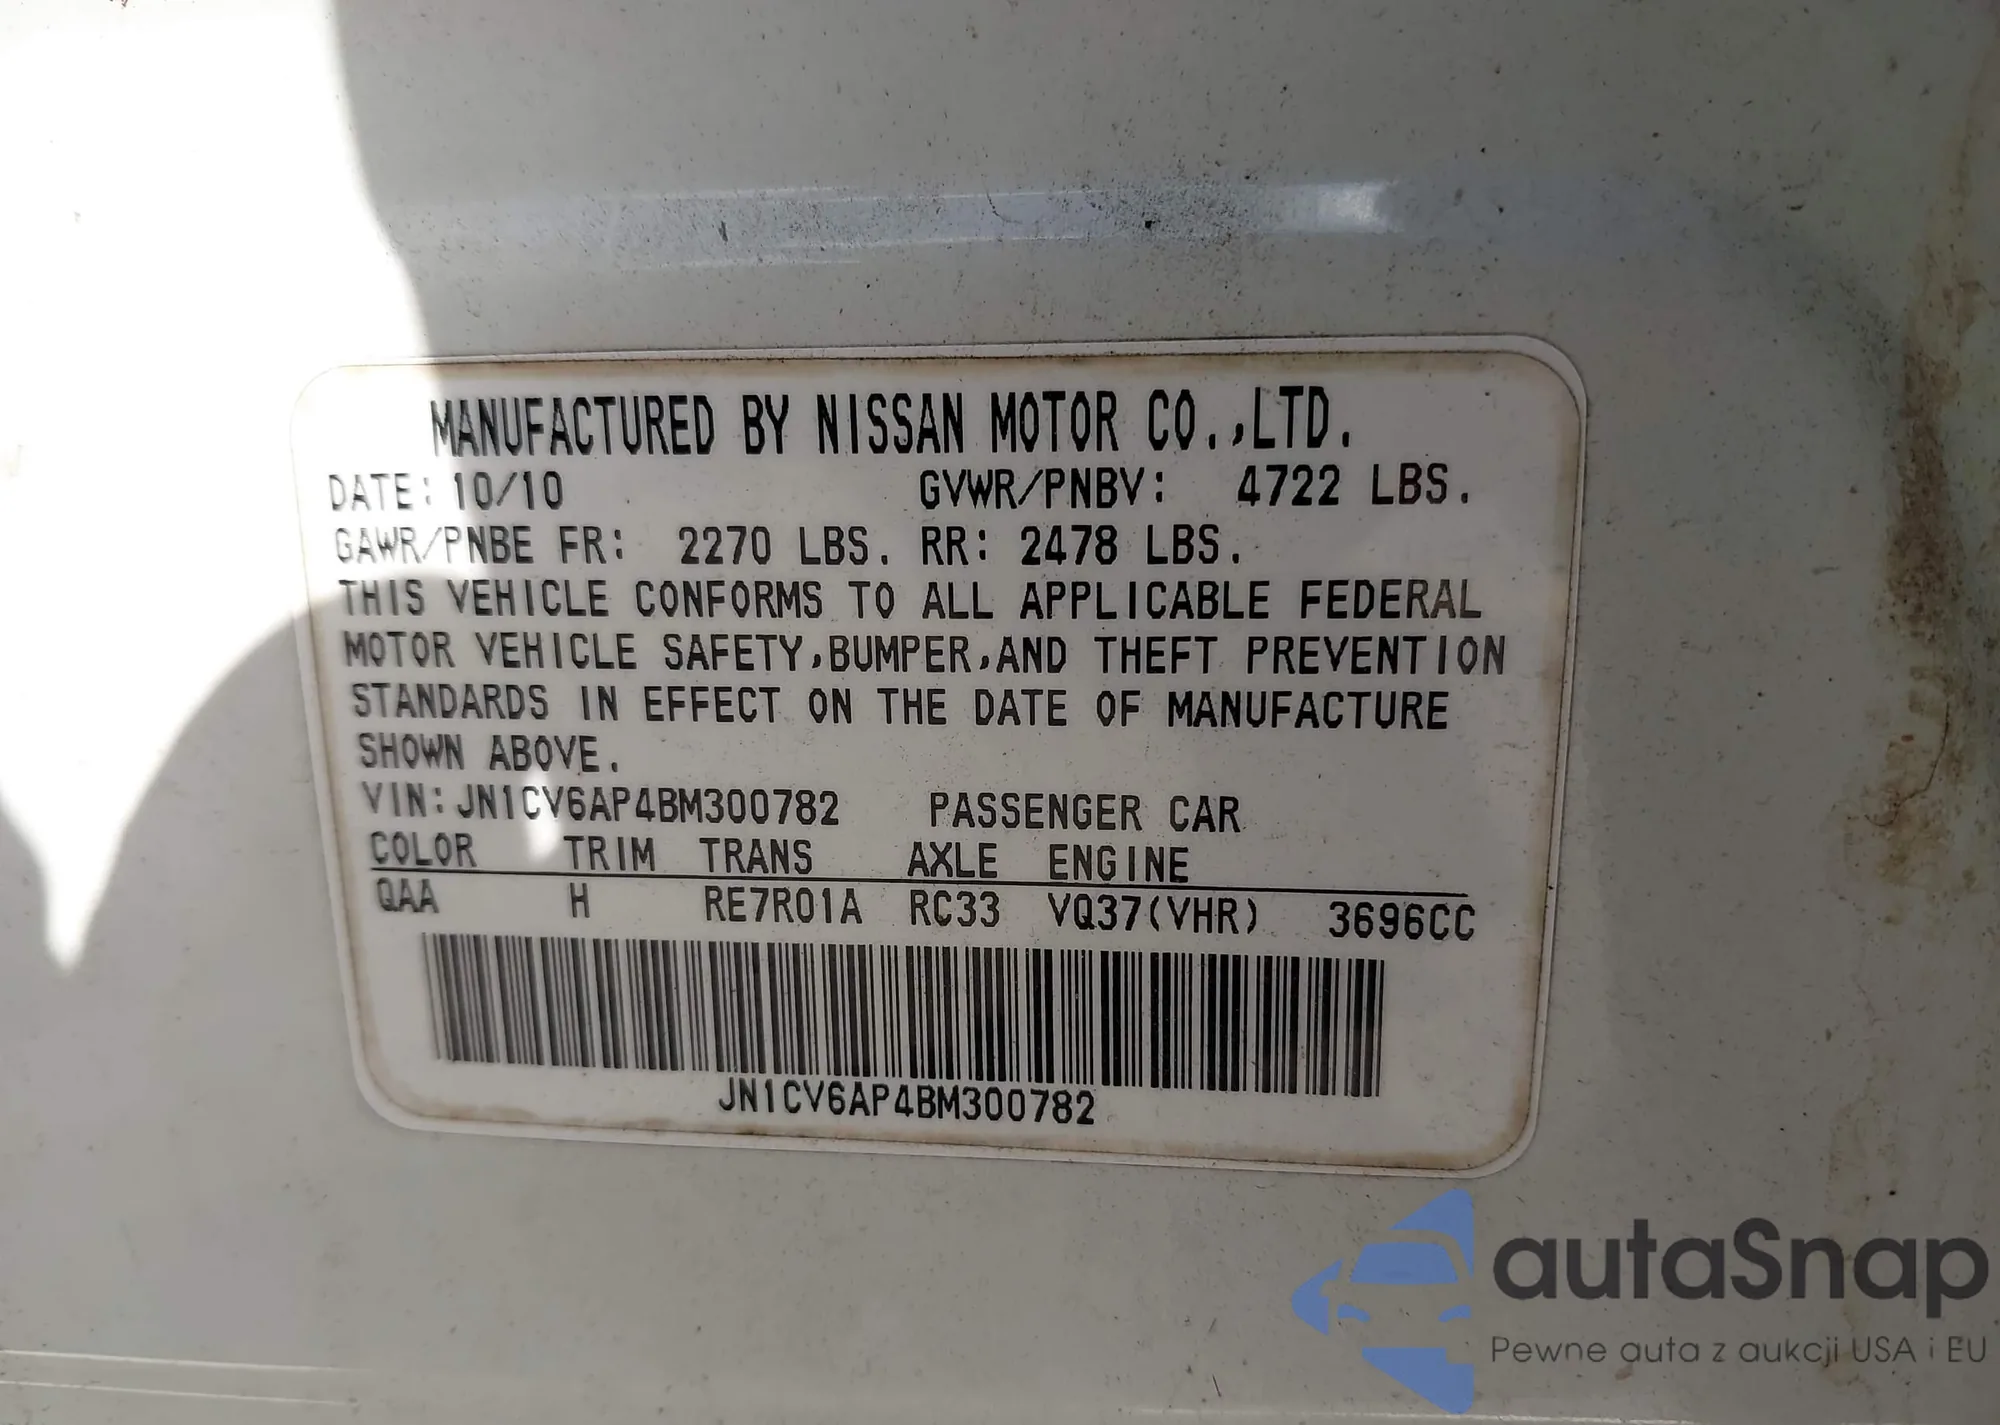 MANUFACTURED BY NISSAN MOTOR CO.,LTD.
DATE: 10/10 GVWR/PNBV: 4722 LBS.
GAWR/PNBE FR: 2270 LBS. RR: 2478 LBS.
THIS VEHICLE CONFORMS TO ALL APPLICABLE FEDERAL
MOTOR VEHICLE SAFETY,BUMPER,AND THEFT PREVENTION
STANDARDS IN EFFECT ON THE DATE OF MANUFACTURE
SHOWN ABOVE.
VIN: JN1CV6AP4BM300782 PASSENGER CAR
COLOR TRIM TRANS AXLE ENGINE
QAA H RE7R01A RC33 VQ37(VHR) 3696CC
JN1CV6AP4BM300782
autaSnap
Pewne auta z aukcji USA i EU